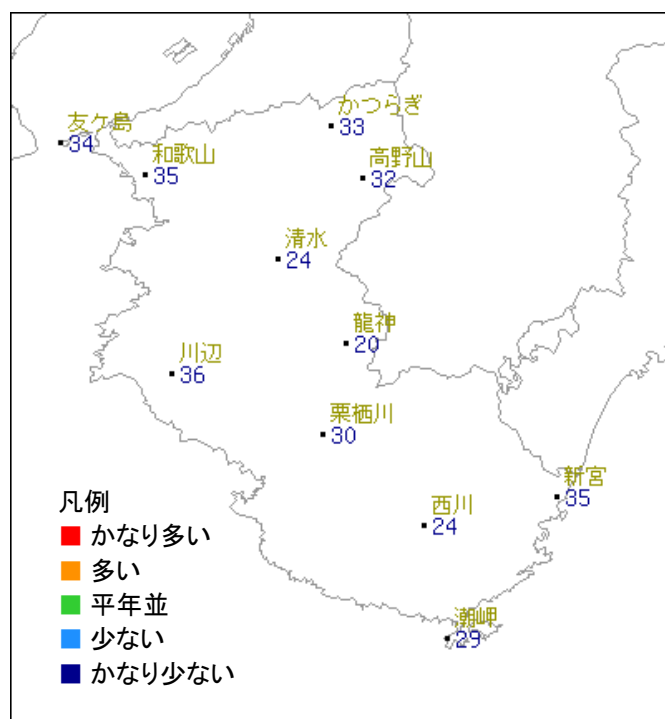 かつらぎ
33
友ケ島
34
和歌山
35
高野山
32
清水
24
龍神
20
川辺
36
栗栖川
30
新宮
35
西川
24
潮岬
29
凡例
かなり多い
多い
平年並
少ない
かなり少ない